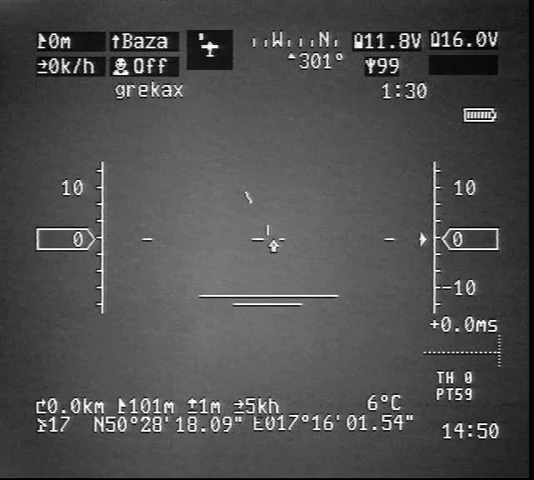 0m ↑Baza W N 11.8V 16.0V
0k/h Off 301° 99
grekax 1:30
10 10
0 0
-10
+0.0ms
TH 0
PT59
0.0km 101m 1m 5kh 6°C
17 N50°28'18.09" E017°16'01.54"
14:50